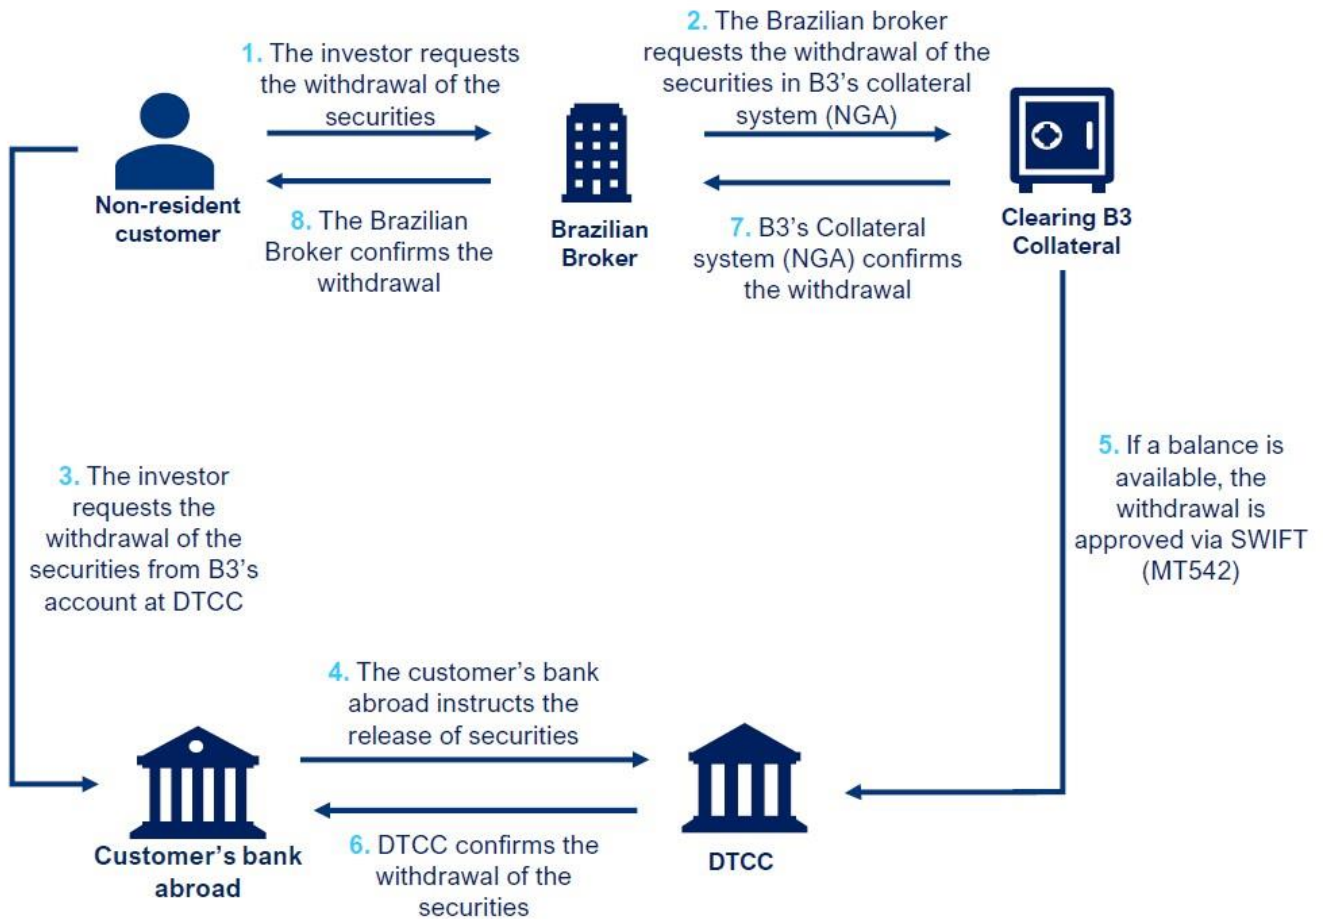 1. The investor requests
the withdrawal of the
securities
2. The Brazilian broker
requests the withdrawal of the
securities in B3's collateral
system (NGA)
Non-resident
customer
8. The Brazilian
Broker confirms the
withdrawal
Brazilian
Broker
7. B3's Collateral
system (NGA) confirms
the withdrawal
Clearing B3
Collateral
3. The investor
requests the
withdrawal of the
securities from B3's
account at DTCC
5. If a balance is
available, the
withdrawal is
approved via SWIFT
(MT542)
4. The customer's bank
abroad instructs the
release of securities
Customer's bank
abroad
6. DTCC confirms the
withdrawal of the
securities
DTCC